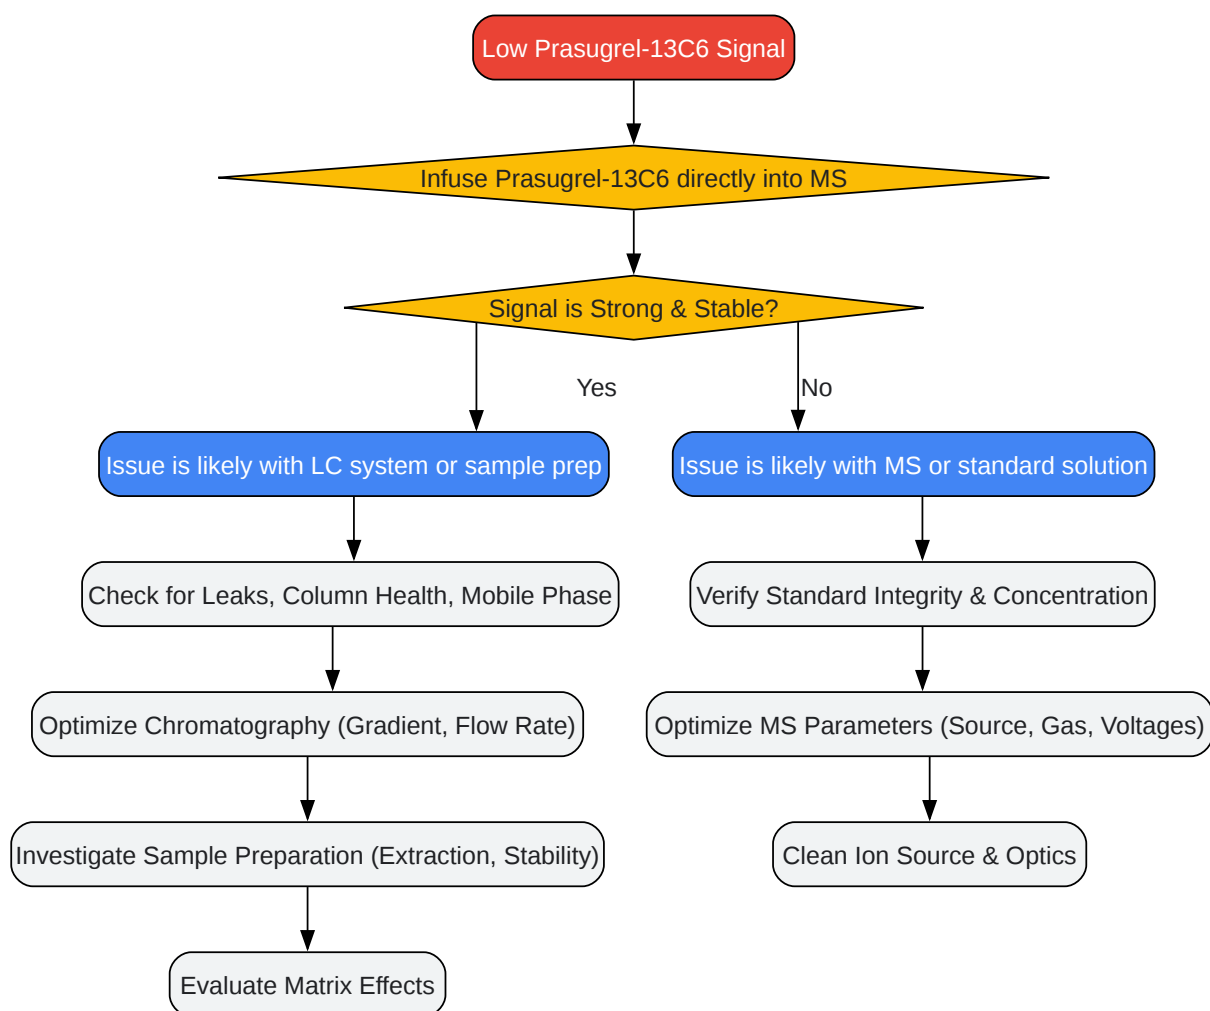 Low Prasugrel-13C6 Signal
Infuse Prasugrel-13C6 directly into MS
Signal is Strong & Stable?
Yes
No
Issue is likely with LC system or sample prep
Issue is likely with MS or standard solution
Check for Leaks, Column Health, Mobile Phase
Verify Standard Integrity & Concentration
Optimize Chromatography (Gradient, Flow Rate)
Optimize MS Parameters (Source, Gas, Voltages)
Investigate Sample Preparation (Extraction, Stability)
Clean Ion Source & Optics
Evaluate Matrix Effects